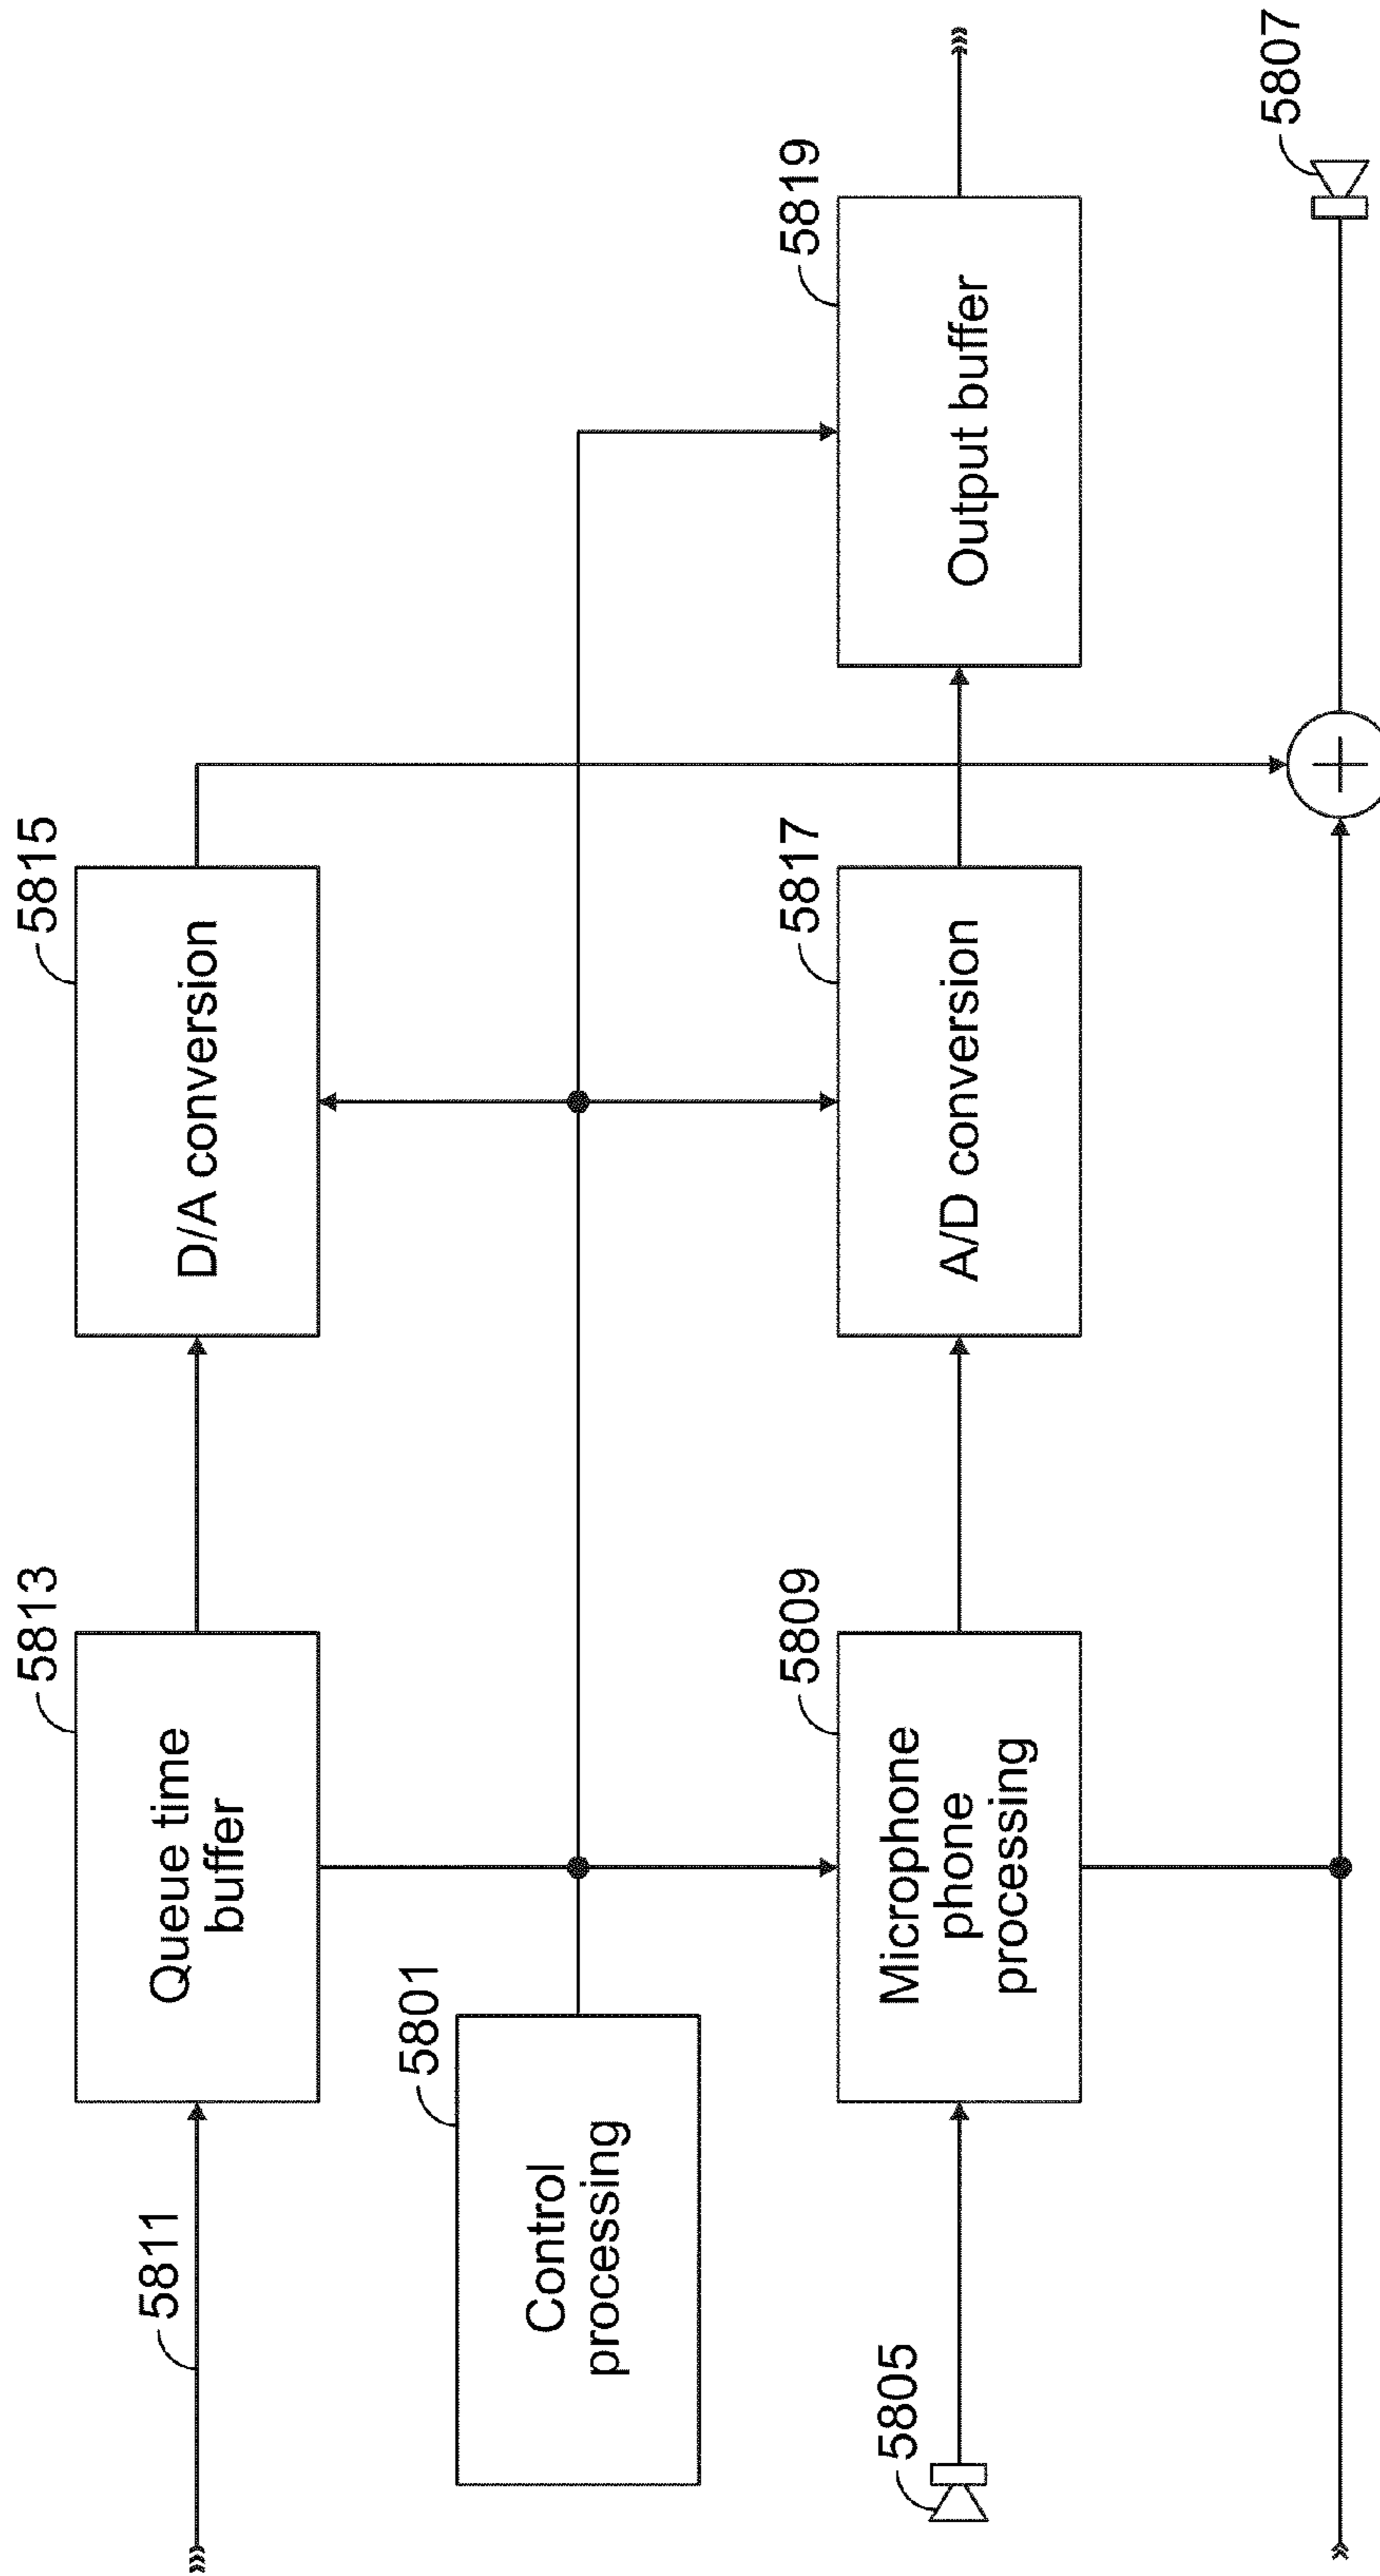 5811
5813
Queue time
buffer
5815
D/A conversion
5801
Control
processing
5805
5809
Microphone
phone
processing
5817
A/D conversion
5819
Output buffer
5807
+